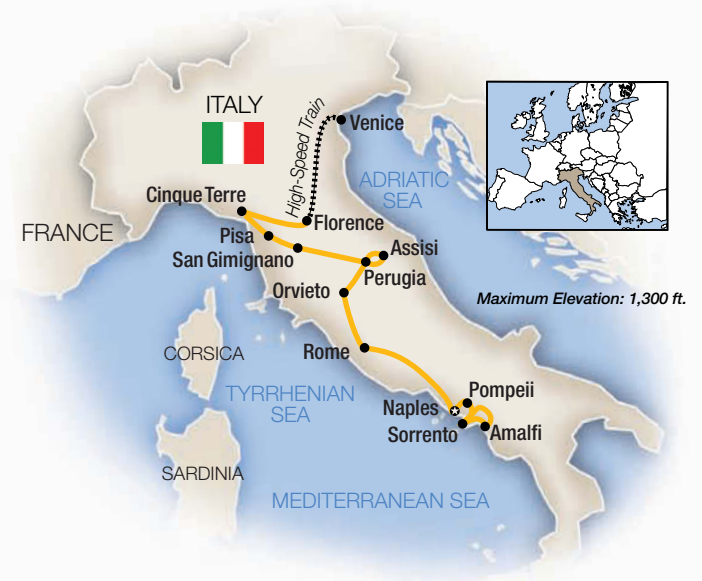 ITALY
High-Speed Train
Venice
ADRIATIC
SEA
Cinque Terre
Florence
FRANCE
Pisa
San Gimignano
Assisi
Perugia
Orvieto
Maximum Elevation: 1,300 ft.
Rome
CORSICA
TYRRHENIAN
SEA
Pompeii
Naples
Sorrento
Amalfi
SARDINIA
MEDITERRANEAN SEA